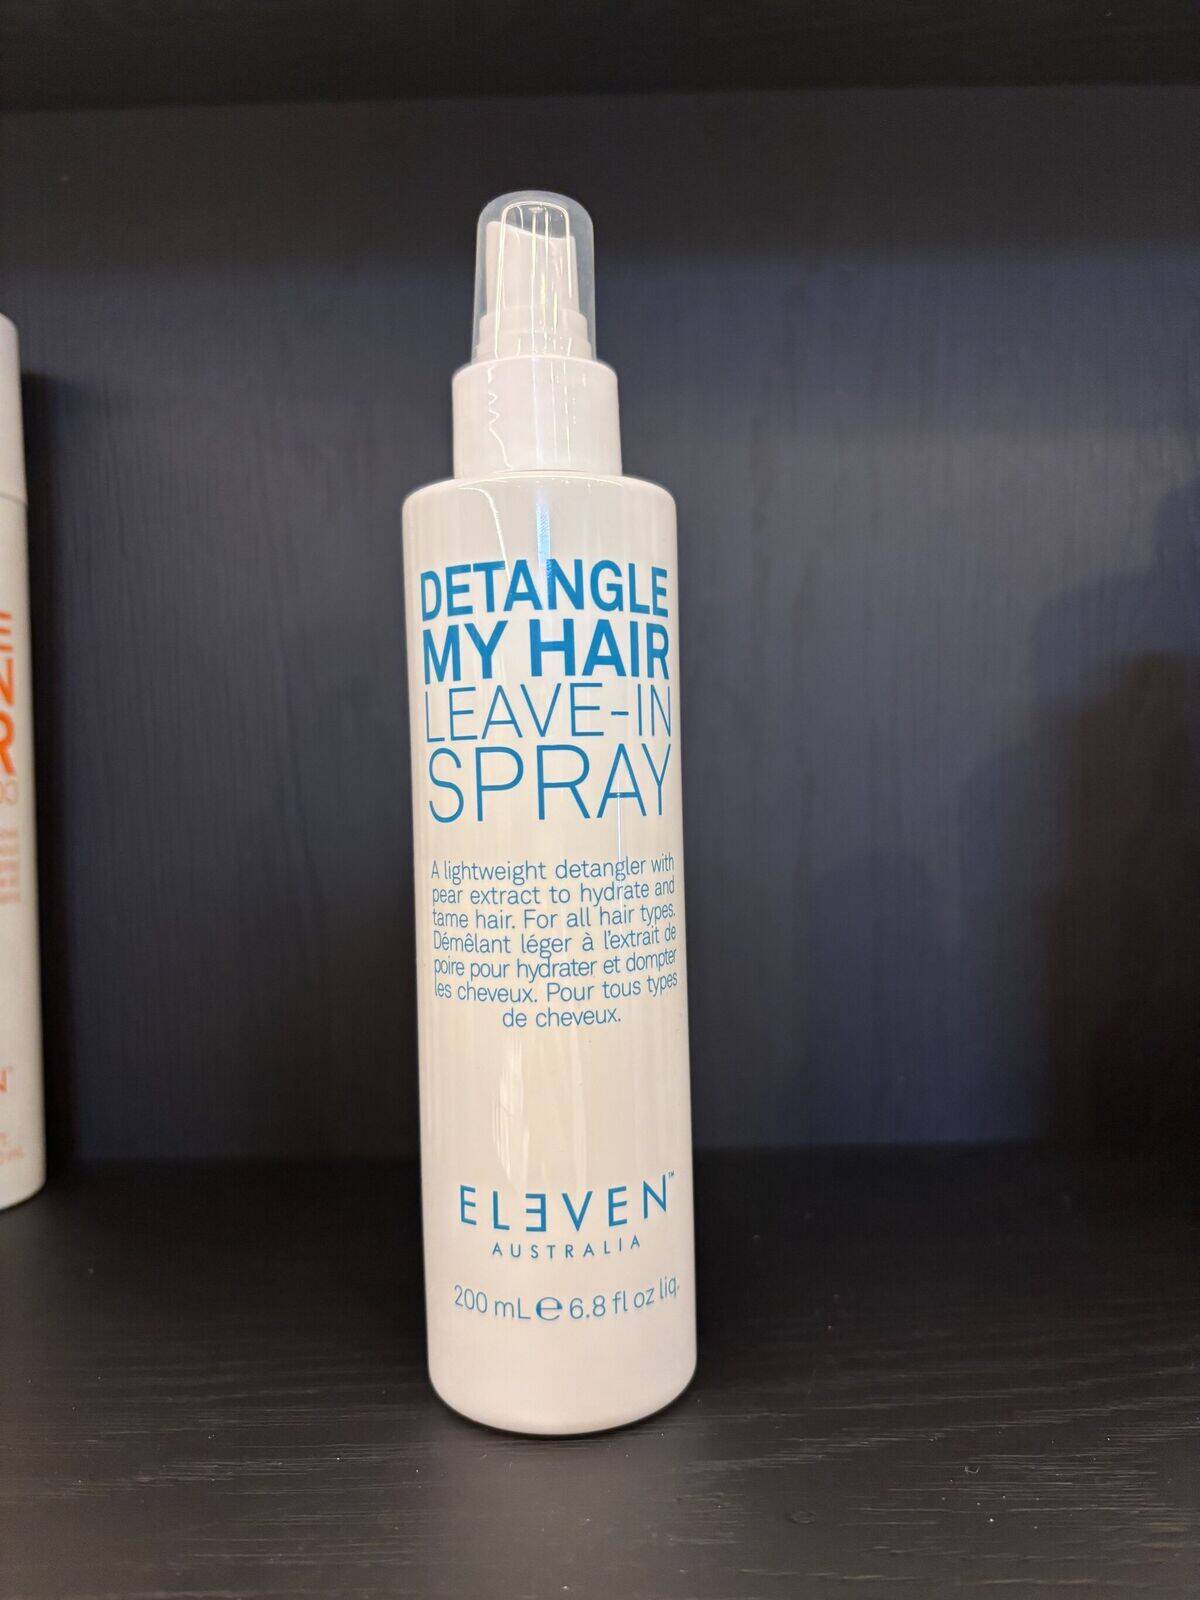 DETANGLE
MY HAIR
LEAVE-IN
SPRAY
A lightweight detangler with
pear extract to hydrate and
tame hair. For all hair types.
Démêlant léger à l'extrait de
poire pour hydrater et dompter
les cheveux. Pour tous types
de cheveux.
ELEVEN™
AUSTRALIA
200 mL ℮ 6.8 fl oz liq.